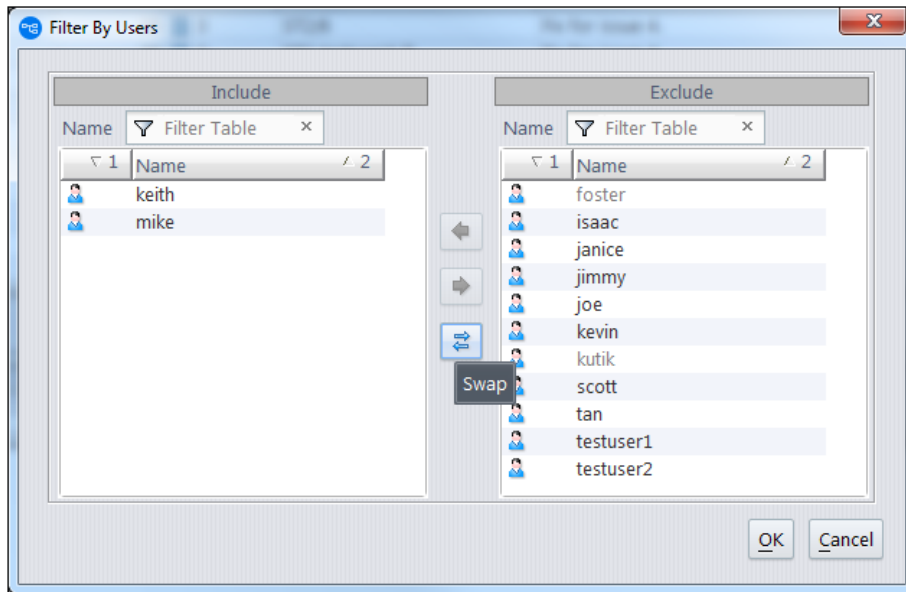 Filter By Users
Include
Exclude
Name Filter Table
Name Filter Table
1 Name 2
1 Name 2
keith
mike
foster
isaac
janice
jimmy
joe
kevin
kutik
scott
tan
testuser1
testuser2
Swap
OK Cancel